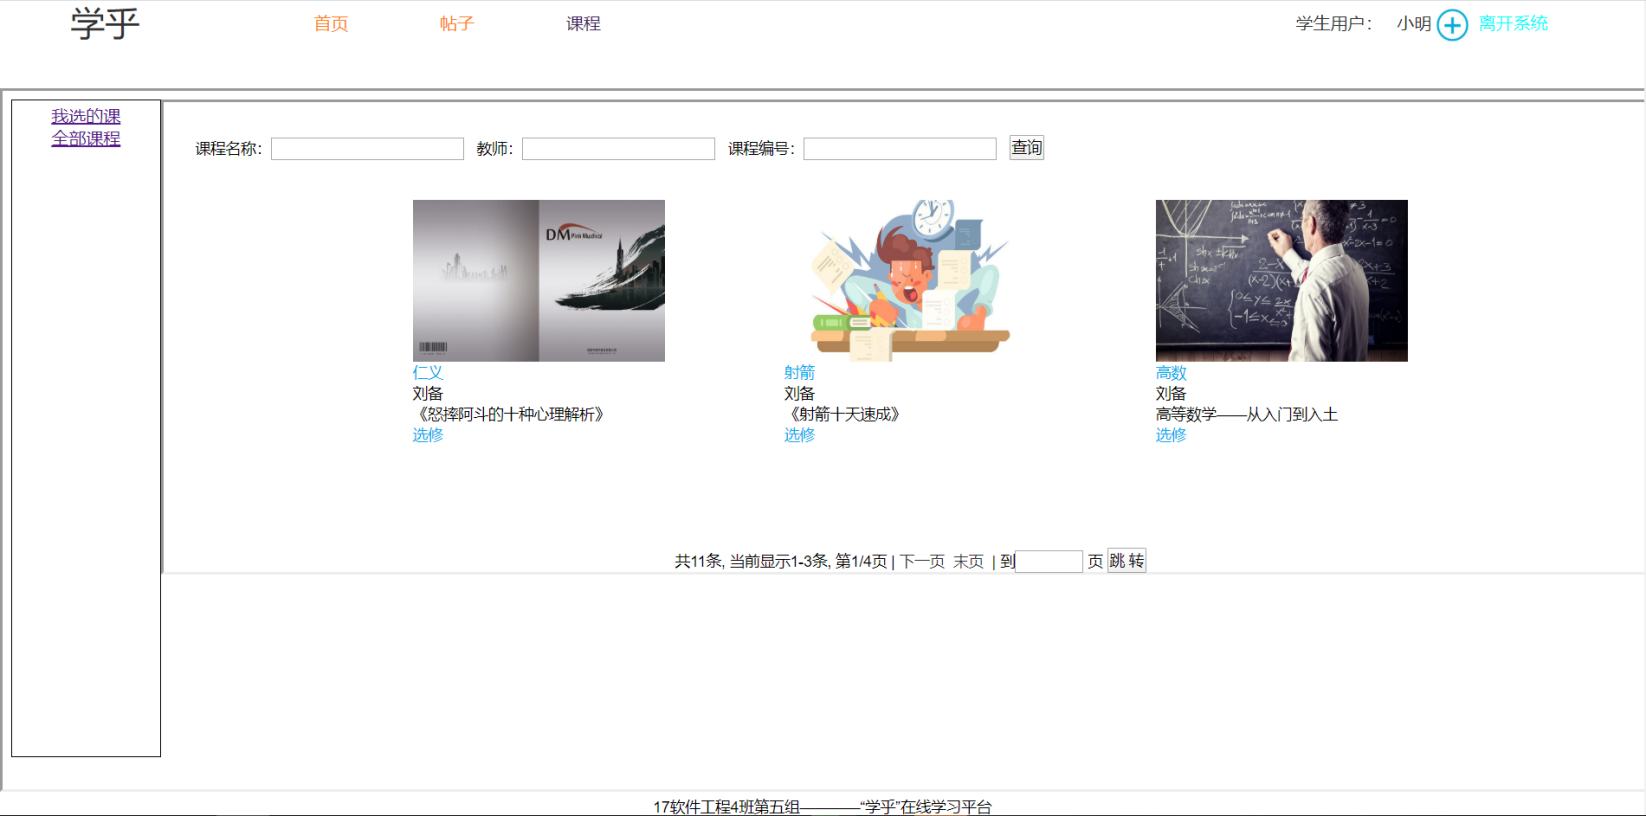 学乎
首页 帖子 课程
学生用户： 小明 离开系统
我选的课
全部课程
课程名称： 教师： 课程编号： 查询
DM
仁义
刘备
《怒摔阿斗的十种心理解析》
选修
射箭
刘备
《射箭十天速成》
选修
高数
刘备
高等数学——从入门到入土
选修
共11条, 当前显示1-3条, 第1/4页 | 下一页 末页 | 到 页 跳 转
17软件工程4班第五组————“学乎”在线学习平台